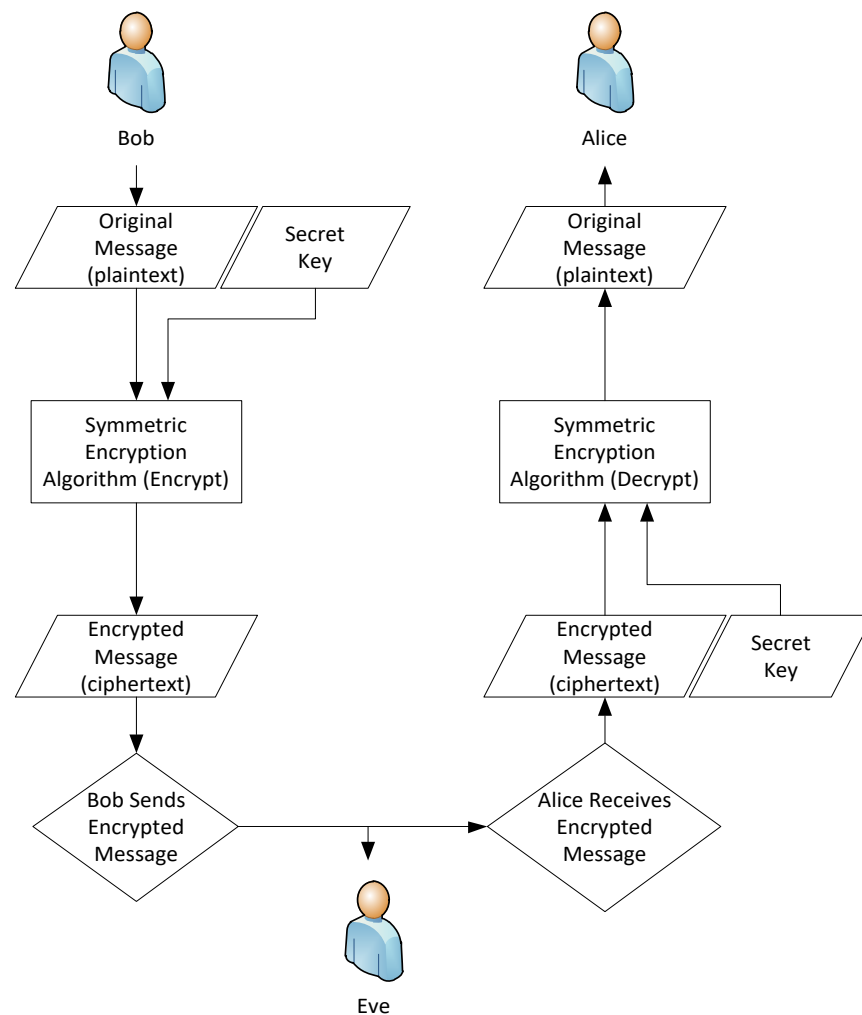 Bob
Original
Message
(plaintext)
Secret
Key
Symmetric
Encryption
Algorithm (Encrypt)
Encrypted
Message
(ciphertext)
Bob Sends
Encrypted
Message
Eve
Alice Receives
Encrypted
Message
Encrypted
Message
(ciphertext)
Secret
Key
Symmetric
Encryption
Algorithm (Decrypt)
Original
Message
(plaintext)
Alice